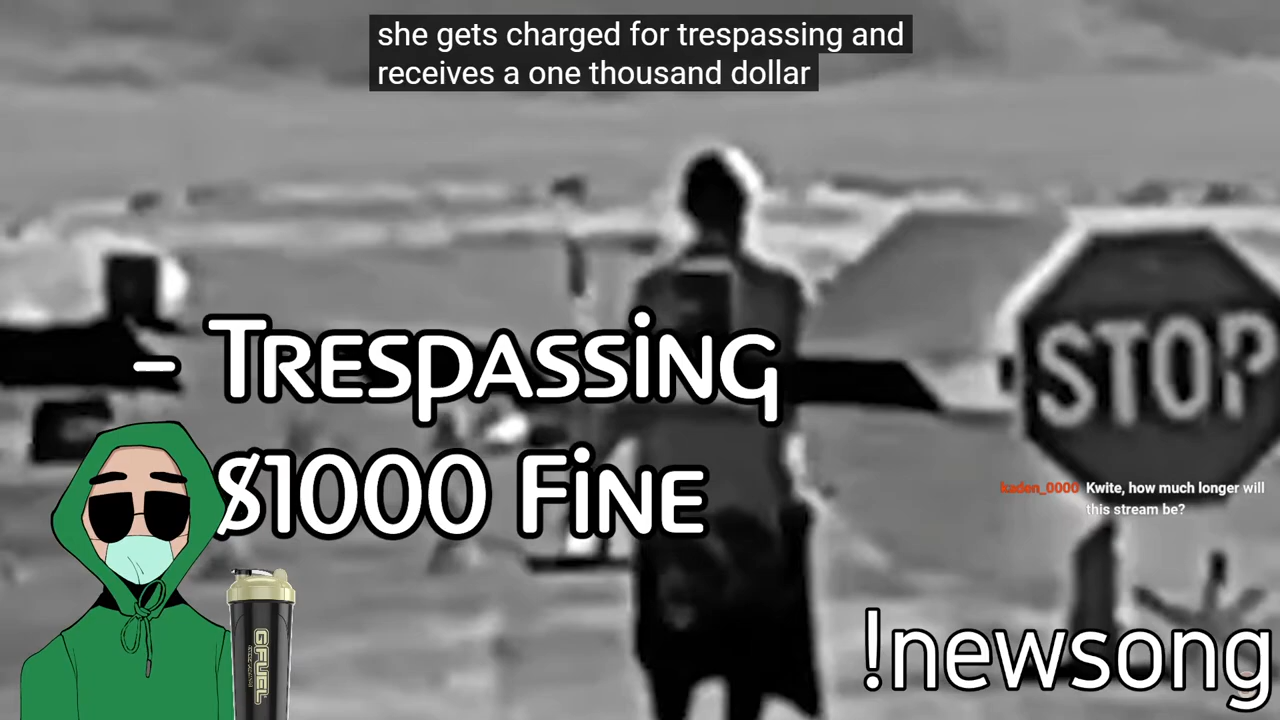 she gets charged for trespassing and
receives a one thousand dollar
- Trespassing
$1000 Fine
STOP
kaden_0000 Kwite, how much longer will
this stream be?
GFUEL
!newsong